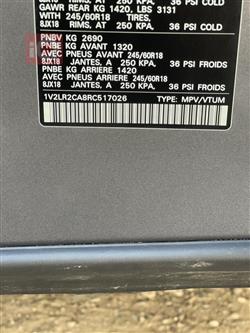 RIMS, AT 250 KPA, 36 PSI COLD
GAWR REAR KG 1420, LBS 3131
WITH 245/60R18 TIRES,
8JX18 RIMS, AT 250 KPA, 36 PSI COLD
PNBV KG 2690
PNBE KG AVANT 1320
AVEC PNEUS AVANT 245/60R18
8JX18 JANTES, A 250 KPA, 36 PSI FROIDS
PNBE KG ARRIERE 1420
AVEC PNEUS ARRIERE 245/60R18
8JX18 JANTES, A 250 KPA, 36 PSI FROIDS
1V2LR2CA8RC517026 TYPE: MPV/VTUM